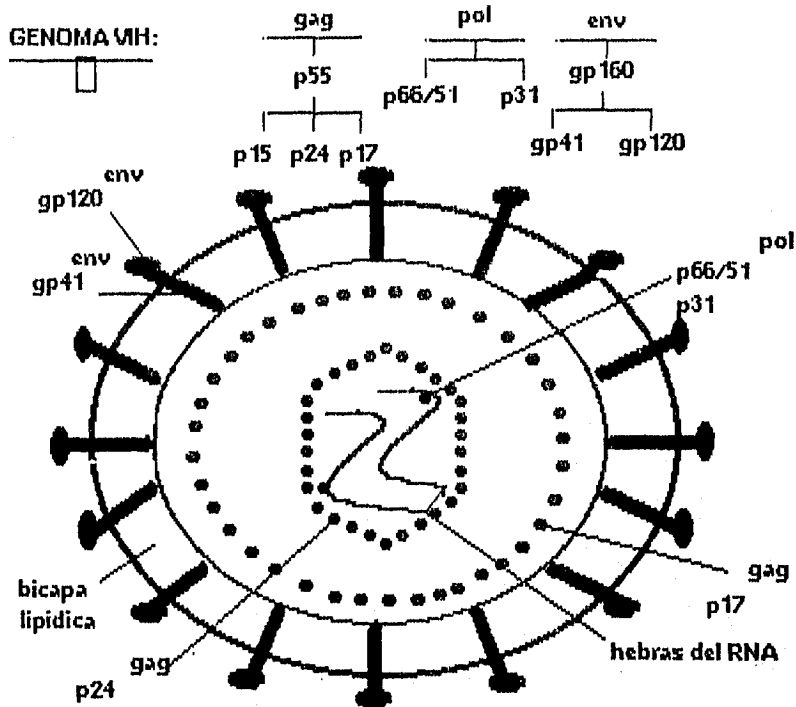 GENOMA VIH:
gag
pol
env
p55
p66/51
p31
gp160
p15
p24
p17
gp41
gp120
env
gp120
env
gp41
pol
p66/51
p31
bicapa
lipidica
gag
p24
gag
p17
hebras del RNA